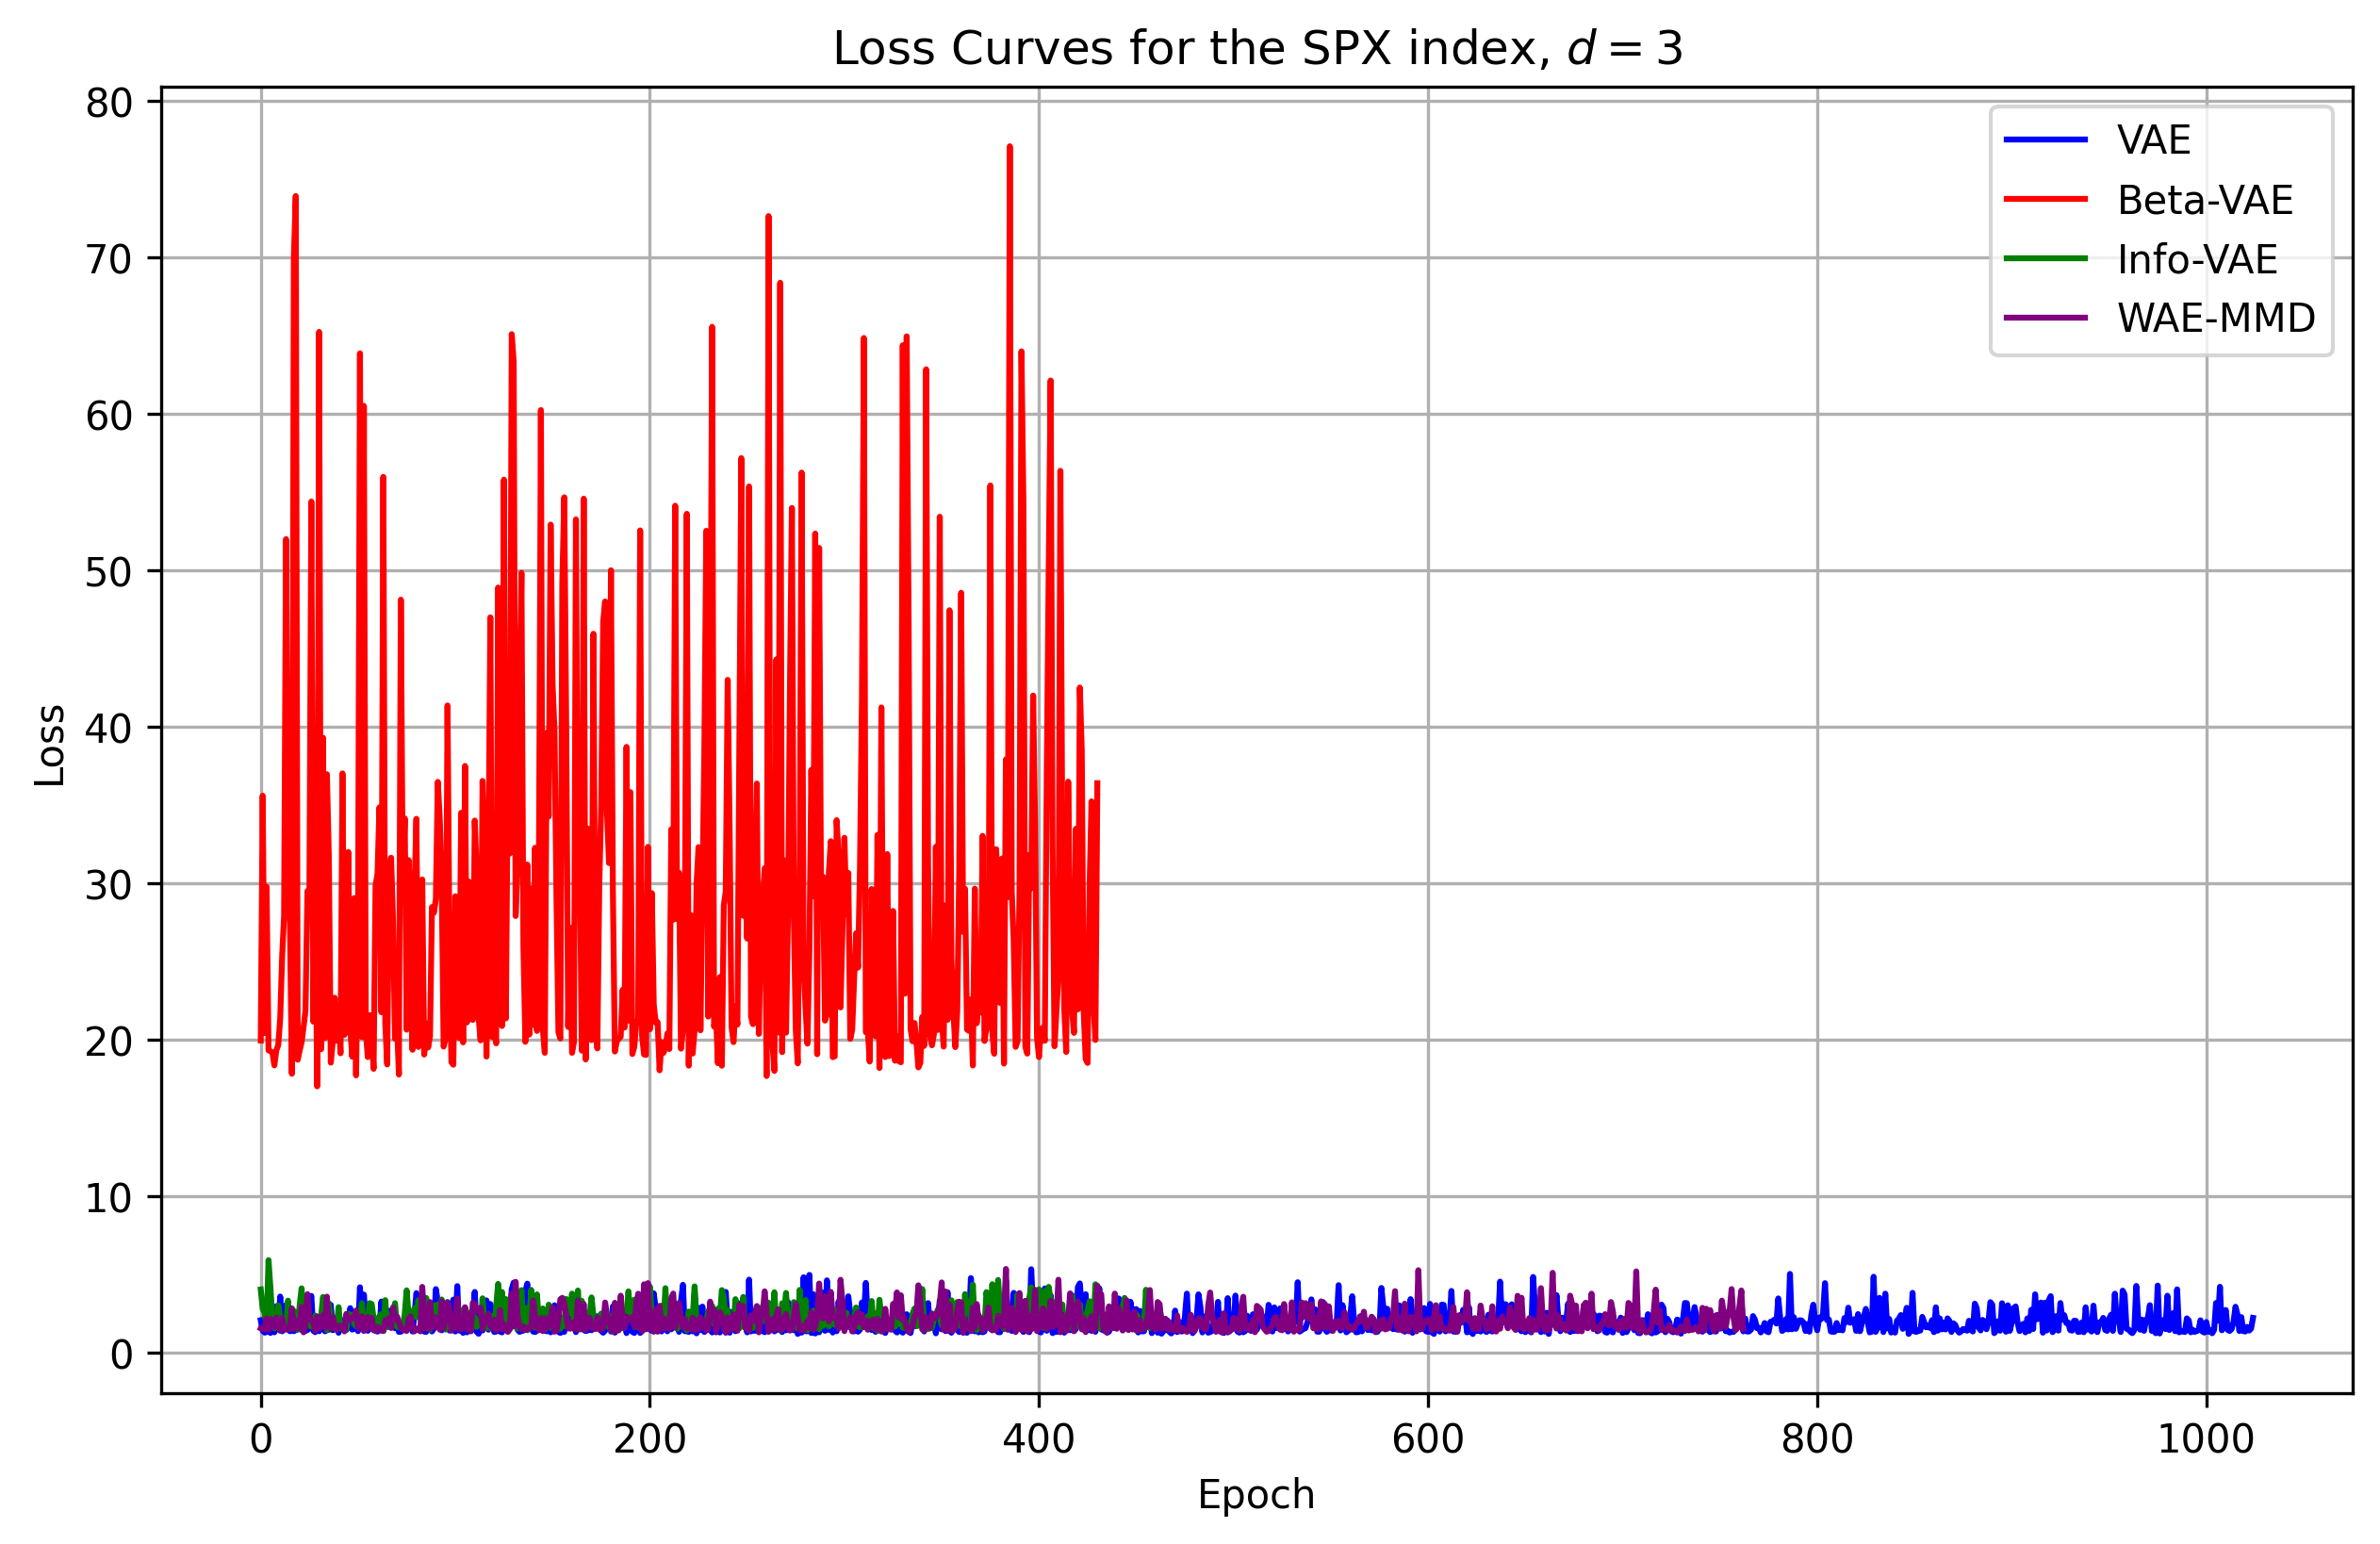 Loss Curves for the SPX index, d = 3
80
70
60
50
40
30
20
10
0
Loss
VAE
Beta-VAE
Info-VAE
WAE-MMD
0 200 400 600 800 1000
Epoch